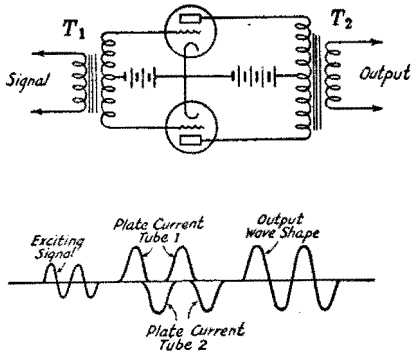 T1
T2
Signal
Output
Exciting
Signal
Plate Current
Tube 1
Output
Wave Shape
Plate Current
Tube 2